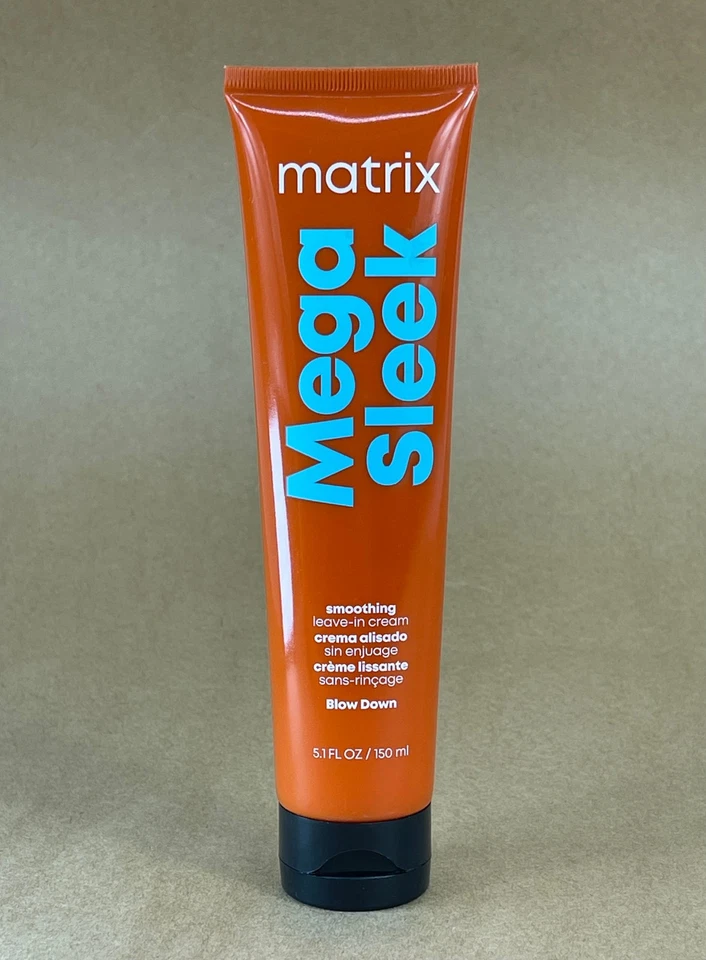 matrix
Mega
Sleek
smoothing
leave-in cream
crema alisado
sin enjuage
crème lissante
sans-rinçage
Blow Down
5.1 FL OZ / 150 ml